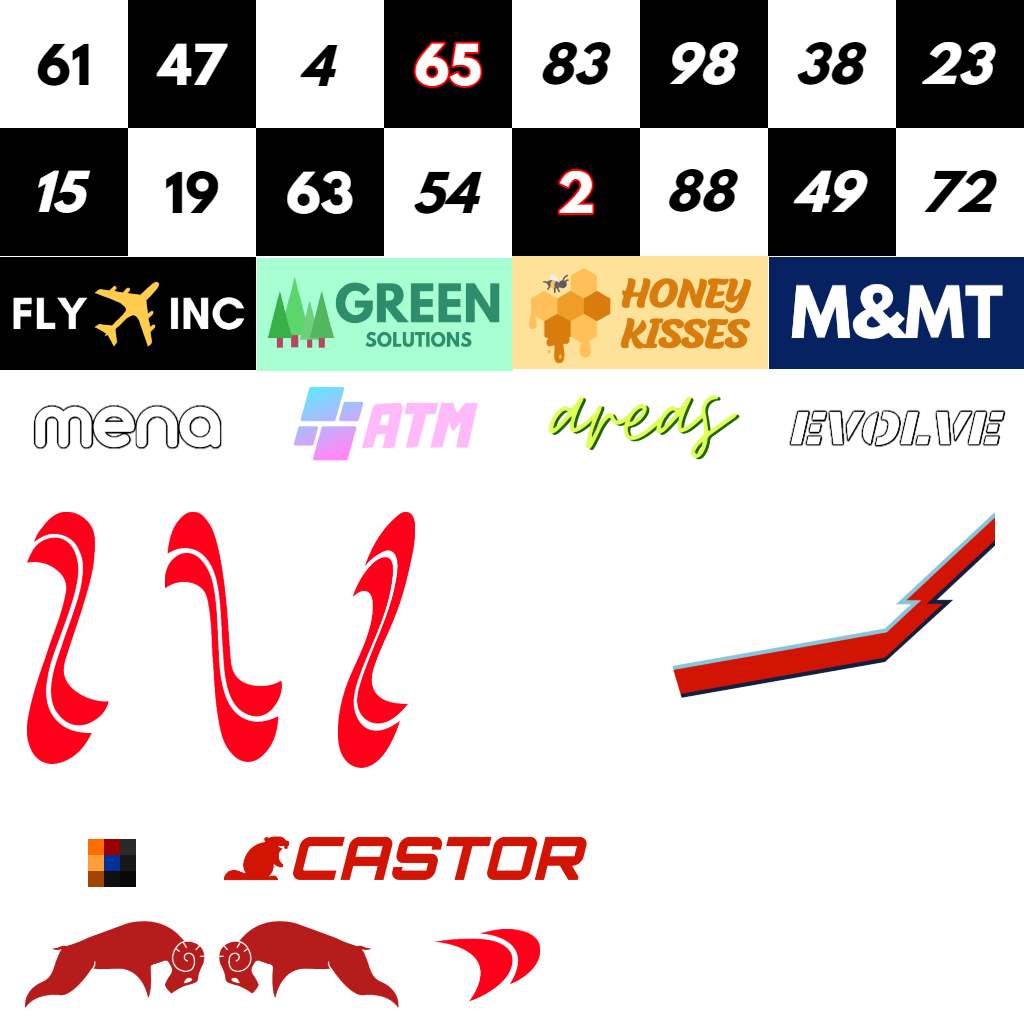 61 47 4 65 83 98 38 23
15 19 63 54 2 88 49 72
FLY INC
GREEN
SOLUTIONS
HONEY
KISSES
M&MT
mena
ATM
dreds
EVOLVE
CASTOR